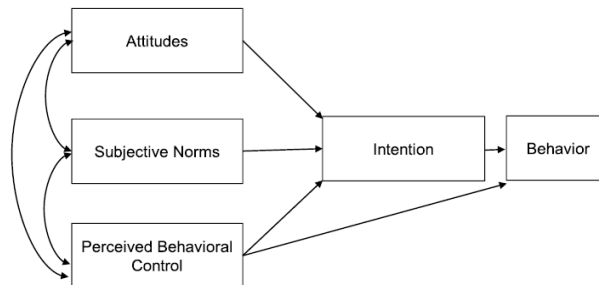 Attitudes
Subjective Norms
Intention
Behavior
Perceived Behavioral
Control